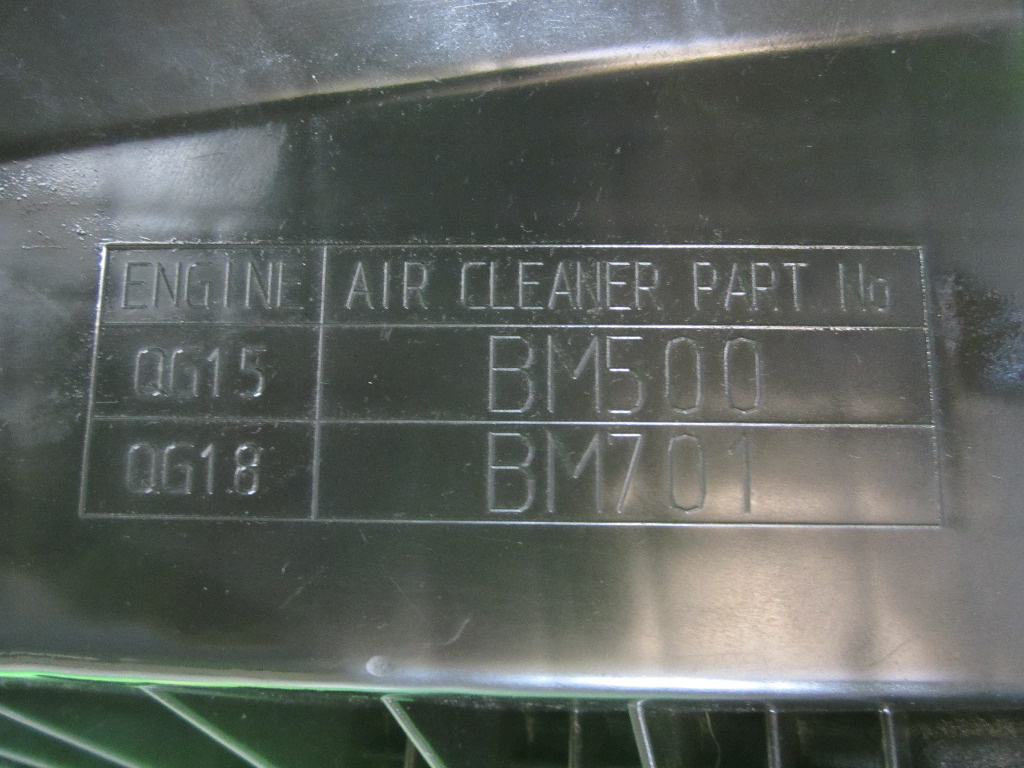 ENGINE AIR CLEANER PART No
QG15 BM500
QG18 BM701